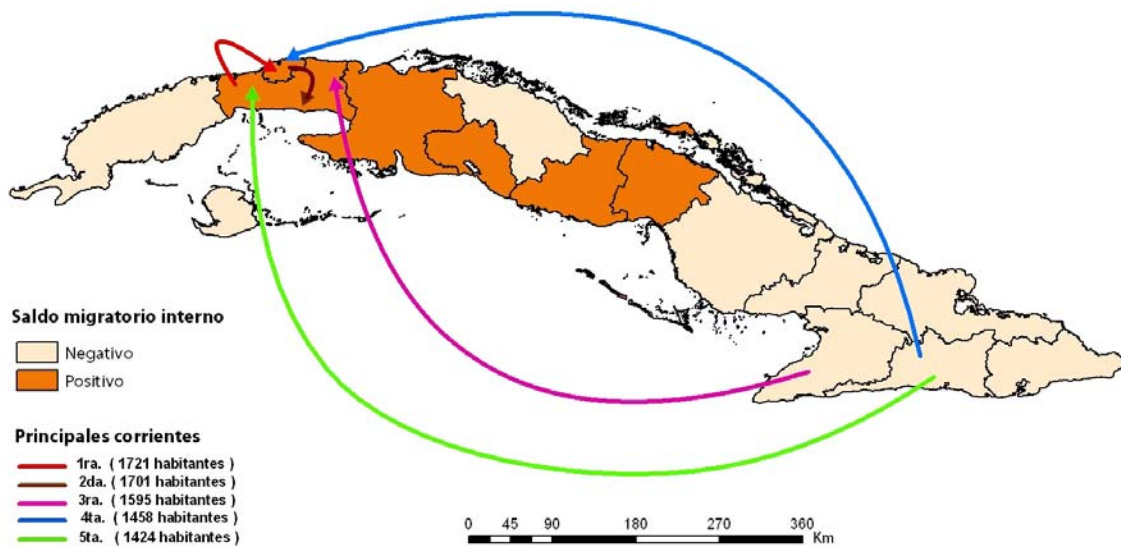 Saldo migratorio interno
Negativo
Positivo
Principales corrientes
1ra. ( 1721 habitantes )
2da. ( 1701 habitantes )
3ra. ( 1595 habitantes )
4ta. ( 1458 habitantes )
5ta. ( 1424 habitantes )
0 45 90 180 270 360
Km